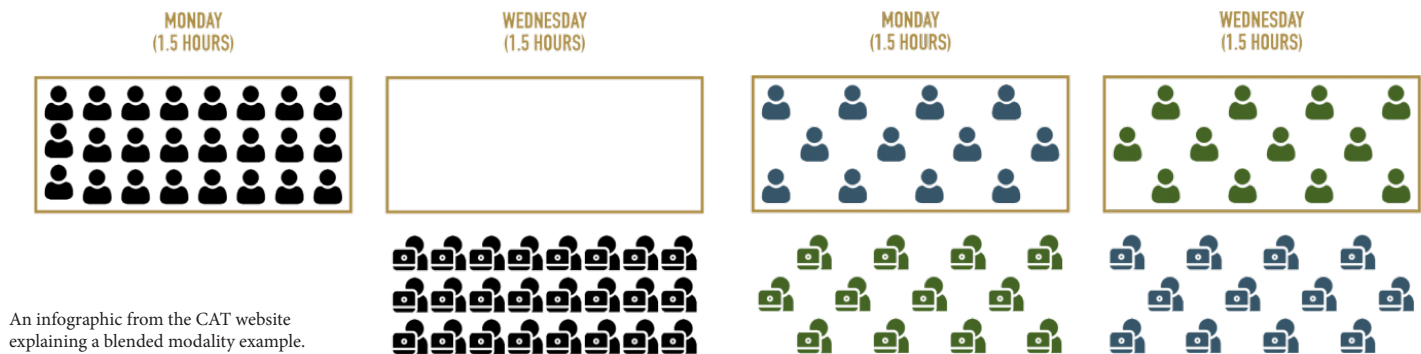 MONDAY
(1.5 HOURS)
WEDNESDAY
(1.5 HOURS)
MONDAY
(1.5 HOURS)
WEDNESDAY
(1.5 HOURS)
An infographic from the CAT website
explaining a blended modality example.